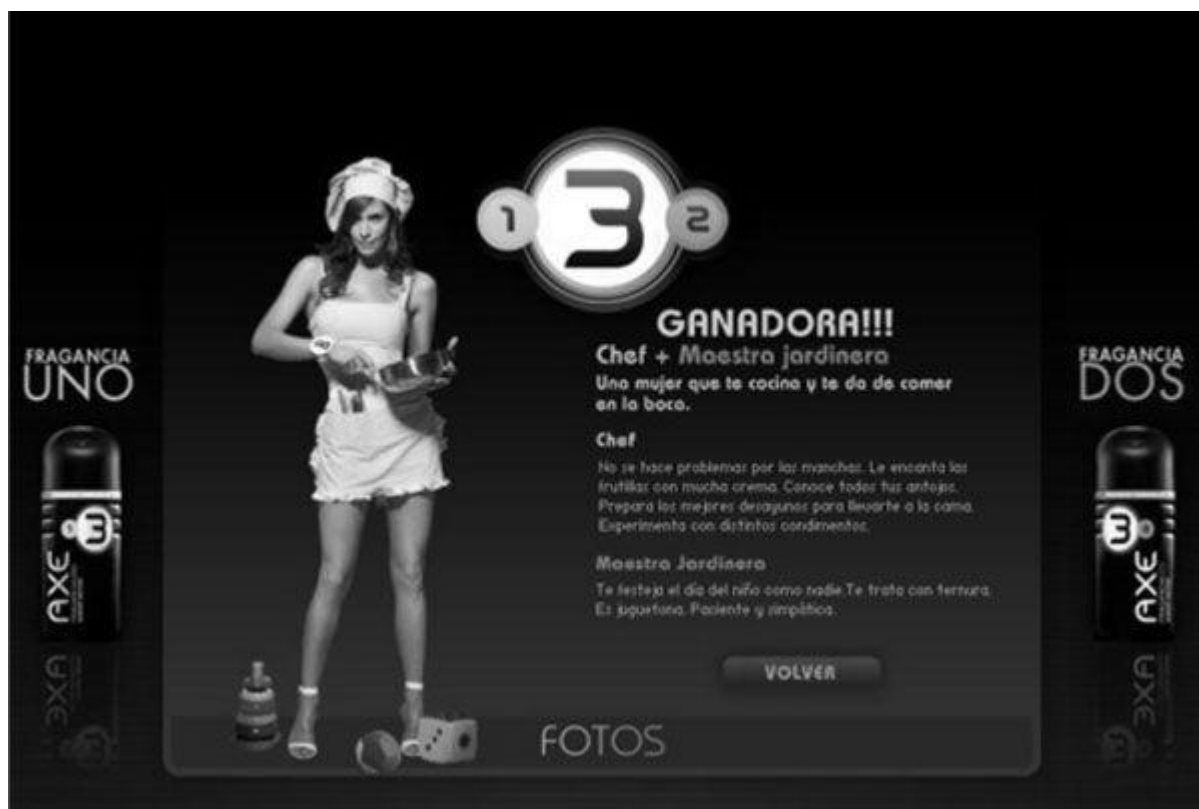 1
3
2
GANADORA!!!
Chef + Maestra jardinera
Una mujer que te cocina y te da de comer
en la boca.
Chef
No se hace problemas por las manchas. Le encanta las
frutillas con mucha crema. Conoce todos tus antojos.
Prepara los mejores desayunos para llevarte a la cama.
Experimenta con distintos condimentos.
Maestra Jardinera
Te festeja el día del niño como nadie.Te trata con ternura.
Es juguetona. Paciente y simpática.
VOLVER
FOTOS
FRAGANCIA
UNO
AXE
3
FRAGANCIA
DOS
AXE
3